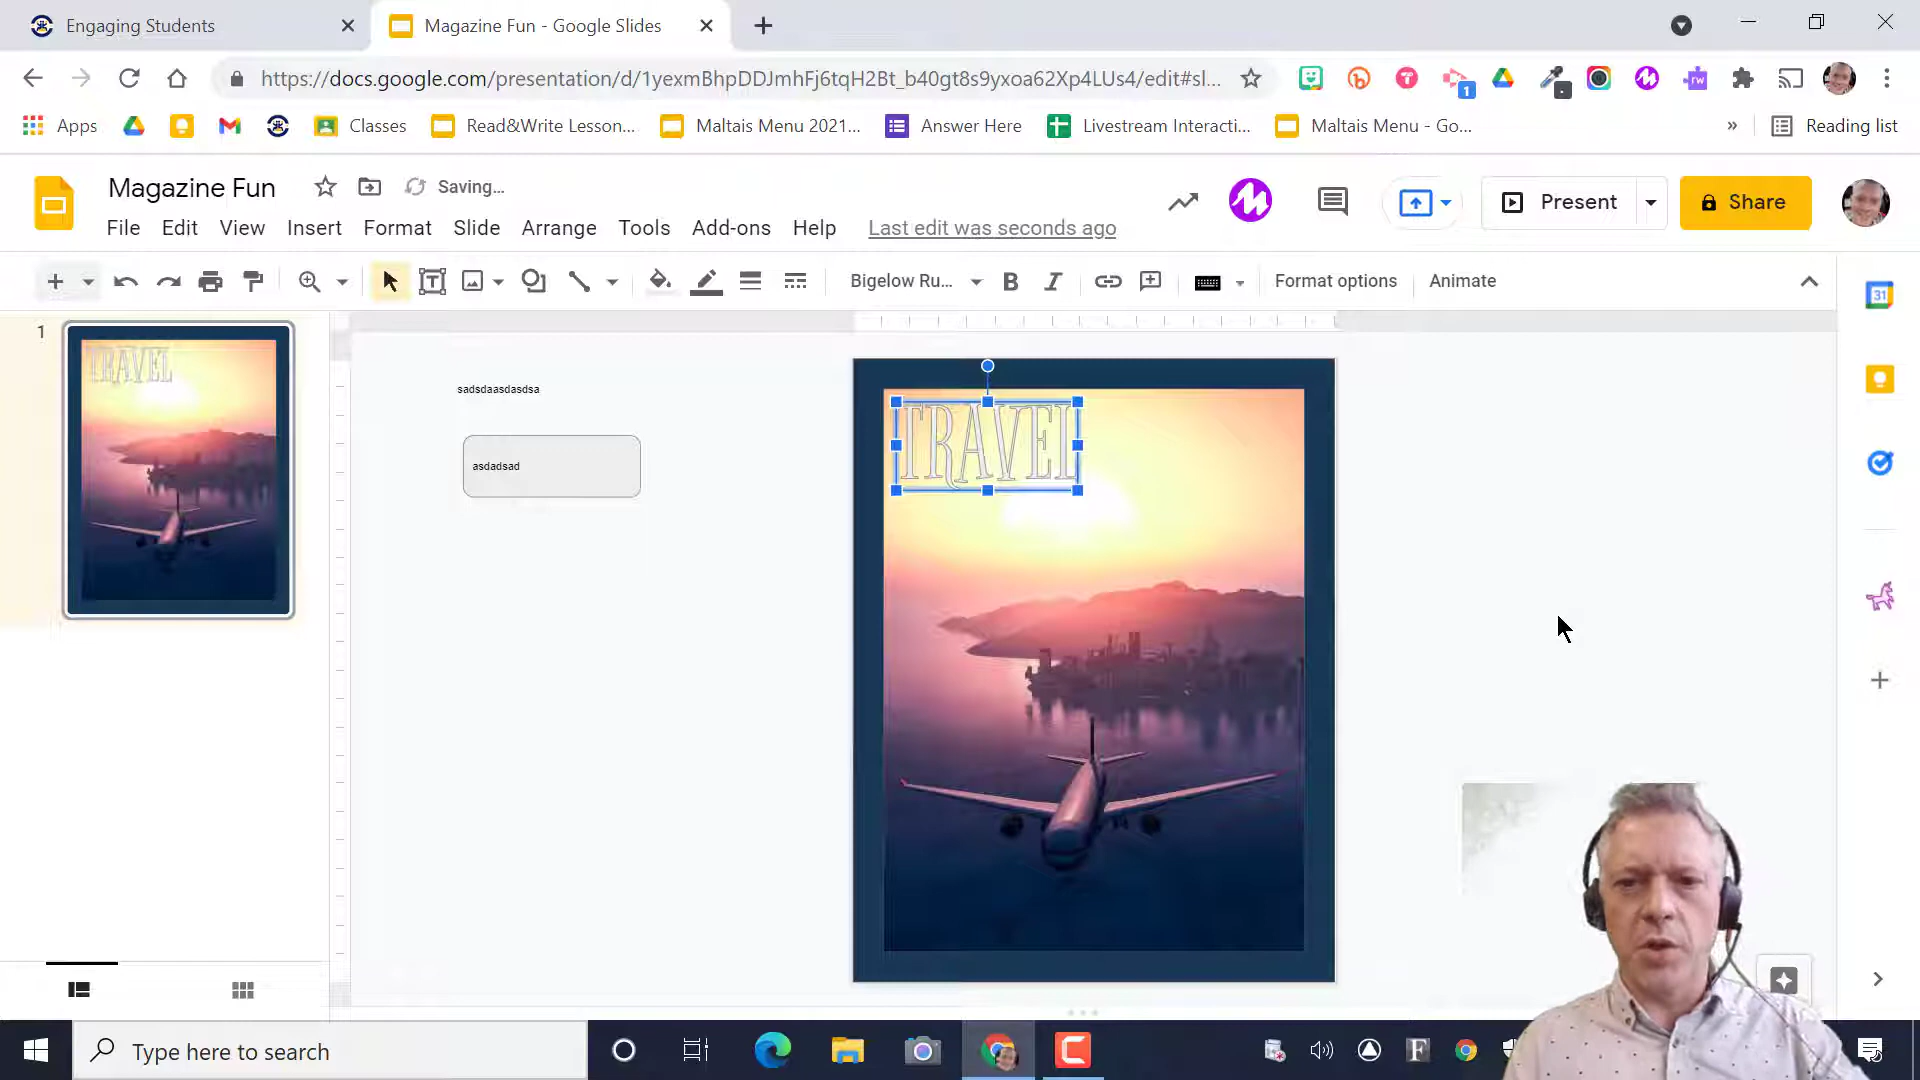 Engaging Students
Magazine Fun - Google Slides
https://docs.google.com/presentation/d/1yexmBhpDDJmhFj6tqH2Bt_b40gt8s9yxoa62Xp4LUs4/edit#sl...
1
Apps
Classes
Read&Write Lesson...
Maltais Menu 2021...
Answer Here
Livestream Interacti...
Maltais Menu - Go...
»
Reading list
Magazine Fun
Saving...
Present
Share
File Edit View Insert Format Slide Arrange Tools Add-ons Help Last edit was seconds ago
Bigelow Ru...
B
I
Format options
Animate
31
1
TRAVEL
sadsdaasdasdsa
asdadsad
TRAVEL
Type here to search